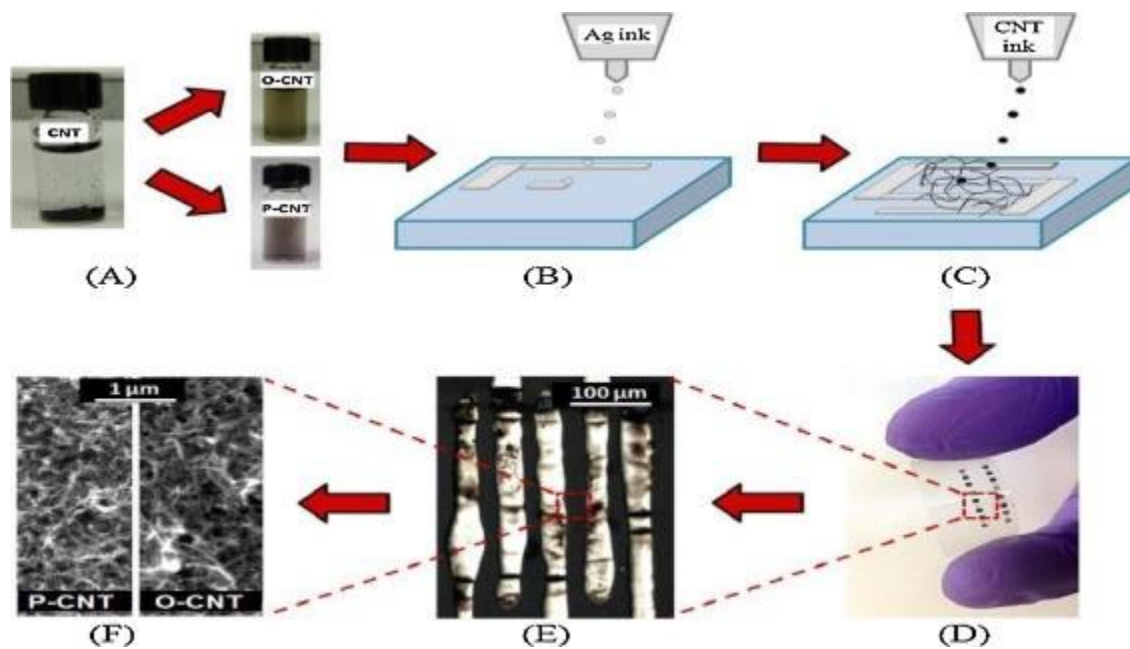 CNT
O-CNT
P-CNT
Ag ink
CNT
ink
(A)
(B)
(C)
1 µm
P-CNT
O-CNT
100 µm
(F)
(E)
(D)